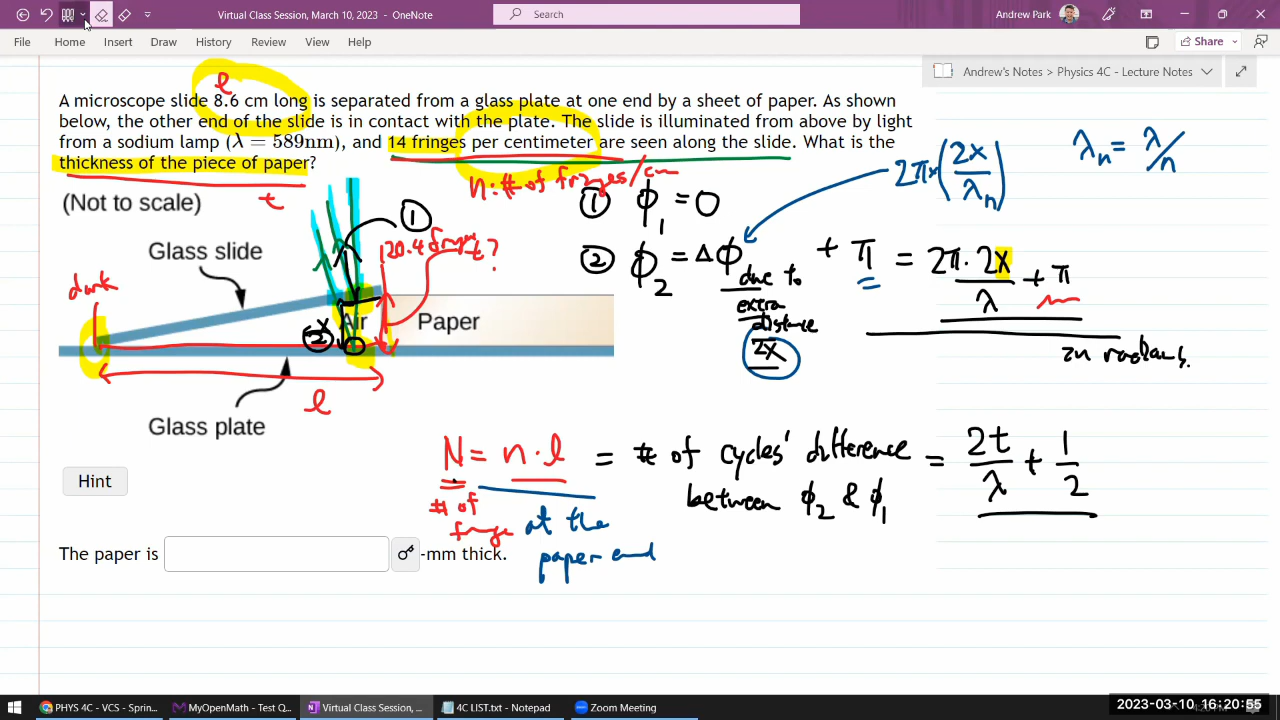 Virtual Class Session, March 10, 2023 - OneNote
Search
Andrew Park
File Home Insert Draw History Review View Help
Share
Andrew's Notes > Physics 4C - Lecture Notes
A microscope slide 8.6 cm long is separated from a glass plate at one end by a sheet of paper. As shown
below, the other end of the slide is in contact with the plate. The slide is illuminated from above by light
from a sodium lamp (λ = 589nm), and 14 fringes per centimeter are seen along the slide. What is the
thickness of the piece of paper?
ℓ
t
n: # of fringes/cm
2π×(2x/λn)
λn = λ/n
(Not to scale)
① ϕ1 = 0
①
Glass slide
20.4 fringes
t?
② ϕ2 = Δϕ due to extra distance 2x + π = 2π·2x/λ + π
in radians.
dark
②
x
Air
Paper
ℓ
Glass plate
N = n·ℓ = # of cycles' difference between ϕ2 & ϕ1 = 2t/λ + 1/2
# of fringe
at the
paper end
Hint
The paper is
σ
-mm thick.
PHYS 4C - VCS - Sprin...
MyOpenMath - Test Q...
Virtual Class Session,...
4C LIST.txt - Notepad
Zoom Meeting
2023-03-10 16:20:55